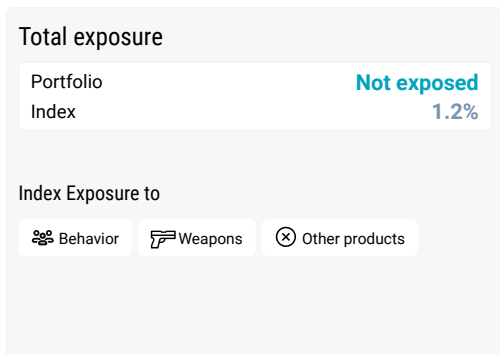 Total exposure
Portfolio Not exposed
Index 1.2%
Index Exposure to
Behavior Weapons Other products